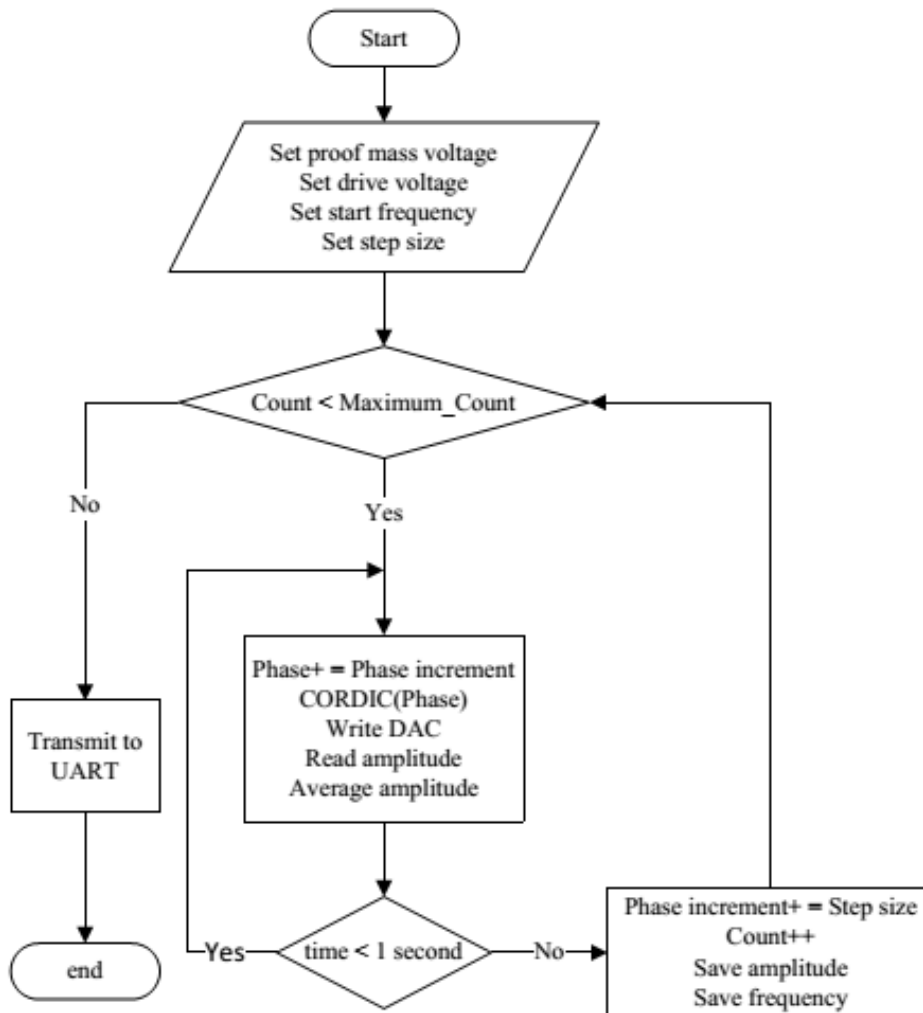 Start
Set proof mass voltage
Set drive voltage
Set start frequency
Set step size
Count < Maximum_Count
No
Yes
Phase+ = Phase increment
CORDIC(Phase)
Write DAC
Read amplitude
Average amplitude
Transmit to
UART
time < 1 second
Yes
No
Phase increment+ = Step size
Count++
Save amplitude
Save frequency
end